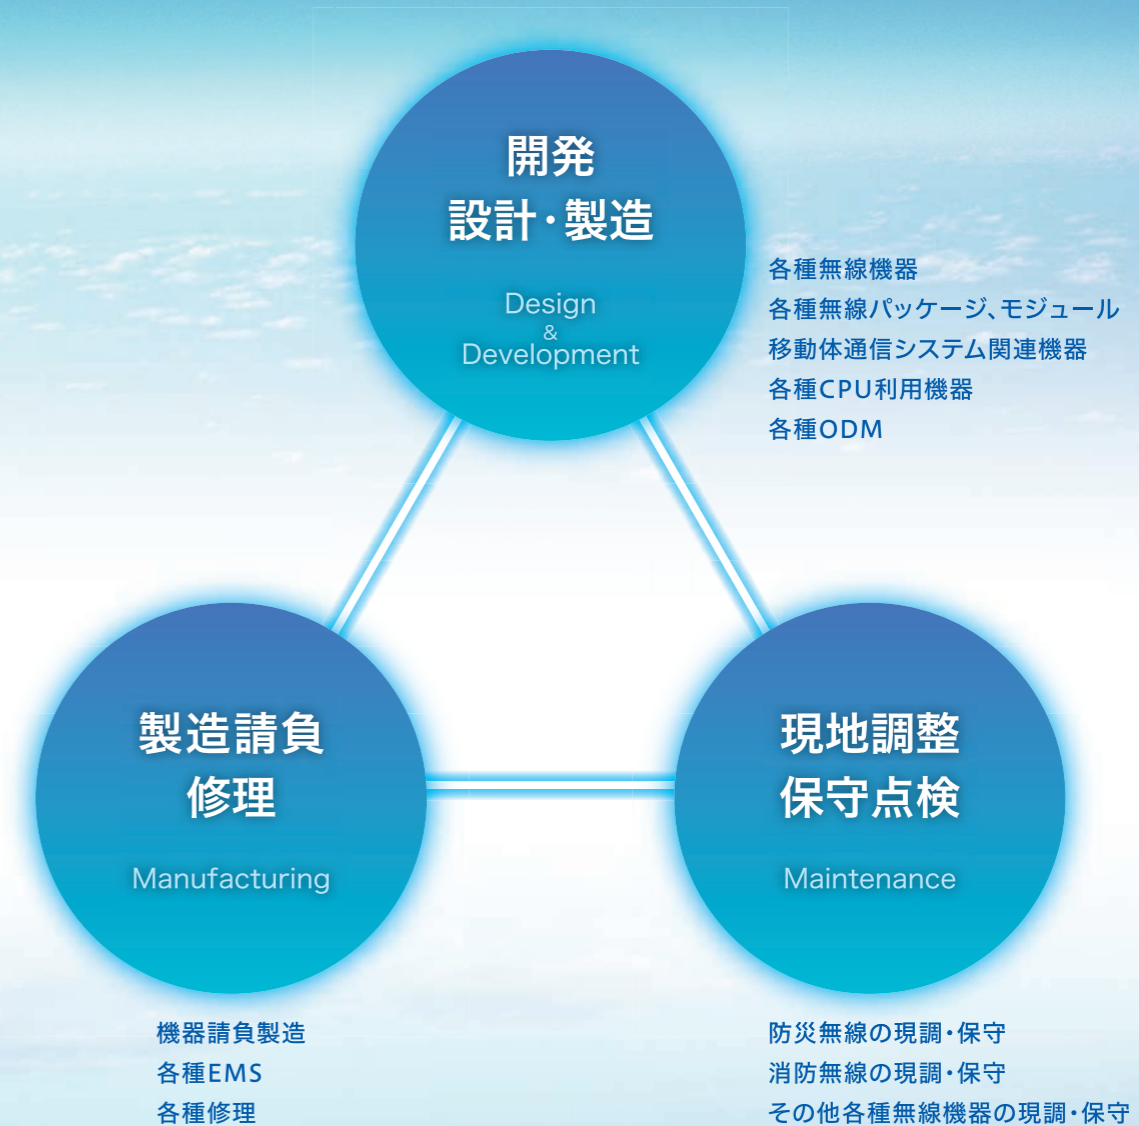 開発
設計・製造
Design
&
Development
各種無線機器
各種無線パッケージ、モジュール
移動体通信システム関連機器
各種CPU利用機器
各種ODM
製造請負
修理
Manufacturing
機器請負製造
各種EMS
各種修理
現地調整
保守点検
Maintenance
防災無線の現調・保守
消防無線の現調・保守
その他各種無線機器の現調・保守